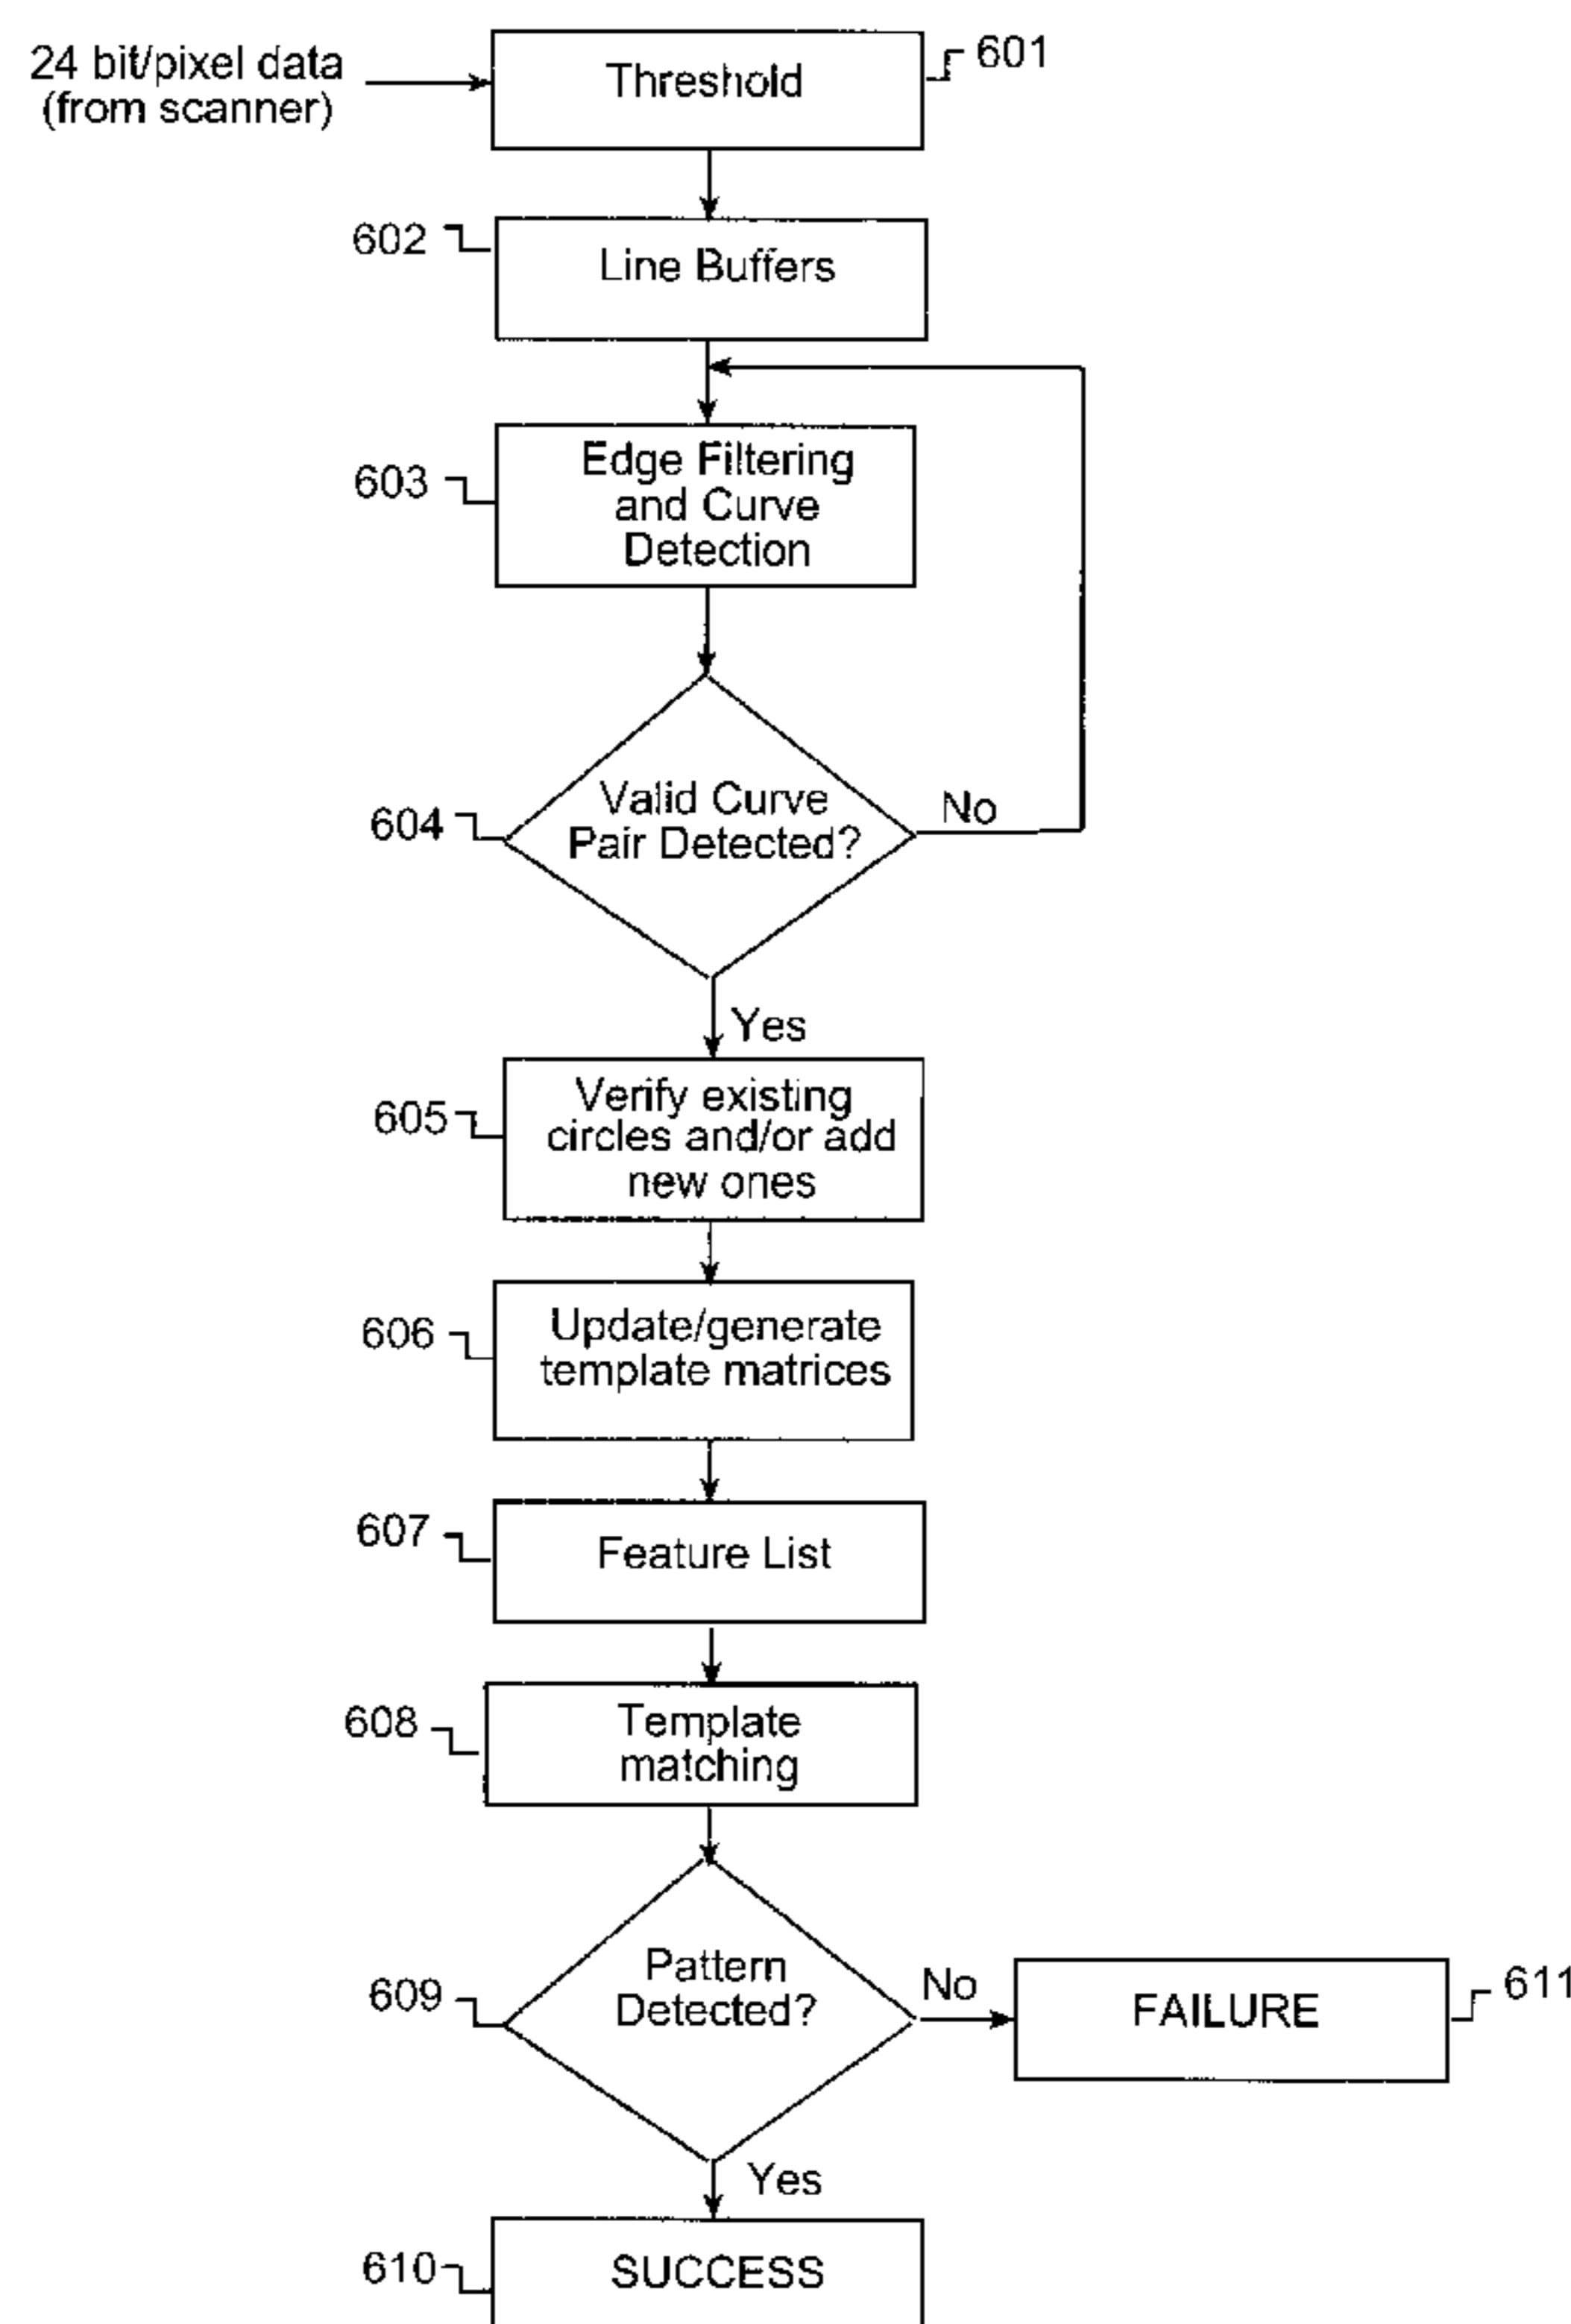 24 bit/pixel data
(from scanner)
Threshold
601
602
Line Buffers
603
Edge Filtering
and Curve
Detection
604
Valid Curve
Pair Detected?
No
Yes
605
Verify existing
circles and/or add
new ones
606
Update/generate
template matrices
607
Feature List
608
Template
matching
609
Pattern
Detected?
No
FAILURE
611
Yes
610
SUCCESS